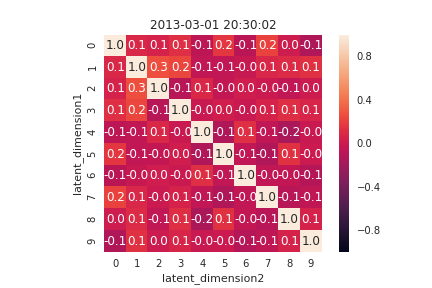 2013-03-01 20:30:02
0 1.0 0.1 0.1 0.1 -0.1 0.2 -0.1 0.2 0.0 -0.1
1 0.1 1.0 0.3 0.2 -0.1 -0.1 -0.0 0.1 0.1 0.1
2 0.1 0.3 1.0 -0.1 0.1 -0.0 0.0 -0.0 -0.1 0.0
3 0.1 0.2 -0.1 1.0 -0.0 0.0 -0.0 0.1 0.1 0.1
4 -0.1 -0.1 0.1 -0.0 1.0 -0.1 0.1 -0.1 -0.2 -0.0
5 0.2 -0.1 -0.0 0.0 -0.1 1.0 -0.1 -0.1 0.1 -0.0
6 -0.1 -0.0 0.0 -0.0 0.1 -0.1 1.0 -0.0 -0.0 -0.1
7 0.2 0.1 -0.0 0.1 -0.1 -0.1 -0.0 1.0 -0.1 -0.1
8 0.0 0.1 -0.1 0.1 -0.2 0.1 -0.0 -0.1 1.0 0.1
9 -0.1 0.1 0.0 0.1 -0.0 -0.0 -0.1 -0.1 0.1 1.0
0 1 2 3 4 5 6 7 8 9
latent_dimension2
latent_dimension1
0.8
0.4
0.0
-0.4
-0.8